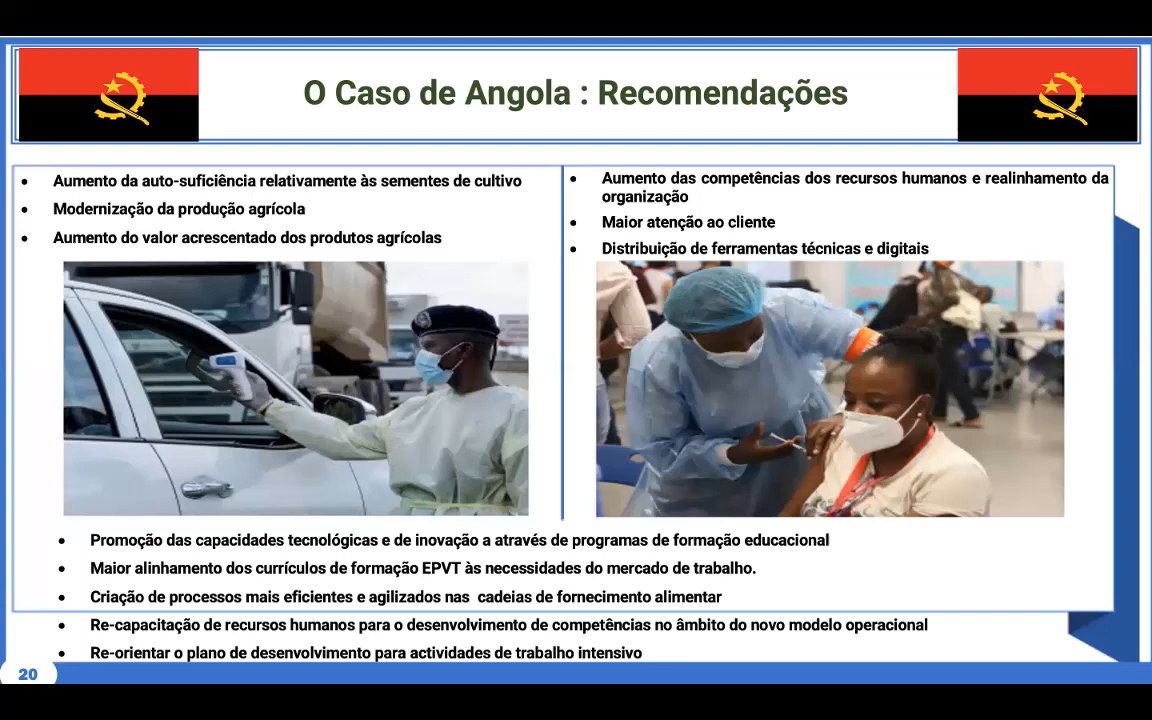 O Caso de Angola : Recomendações
• Aumento da auto-suficiência relativamente às sementes de cultivo
• Modernização da produção agrícola
• Aumento do valor acrescentado dos produtos agrícolas
• Aumento das competências dos recursos humanos e realinhamento da
organização
• Maior atenção ao cliente
• Distribuição de ferramentas técnicas e digitais
• Promoção das capacidades tecnológicas e de inovação a através de programas de formação educacional
• Maior alinhamento dos currículos de formação EPVT às necessidades do mercado de trabalho.
• Criação de processos mais eficientes e agilizados nas  cadeias de fornecimento alimentar
• Re-capacitação de recursos humanos para o desenvolvimento de competências no âmbito do novo modelo operacional
• Re-orientar o plano de desenvolvimento para actividades de trabalho intensivo
20